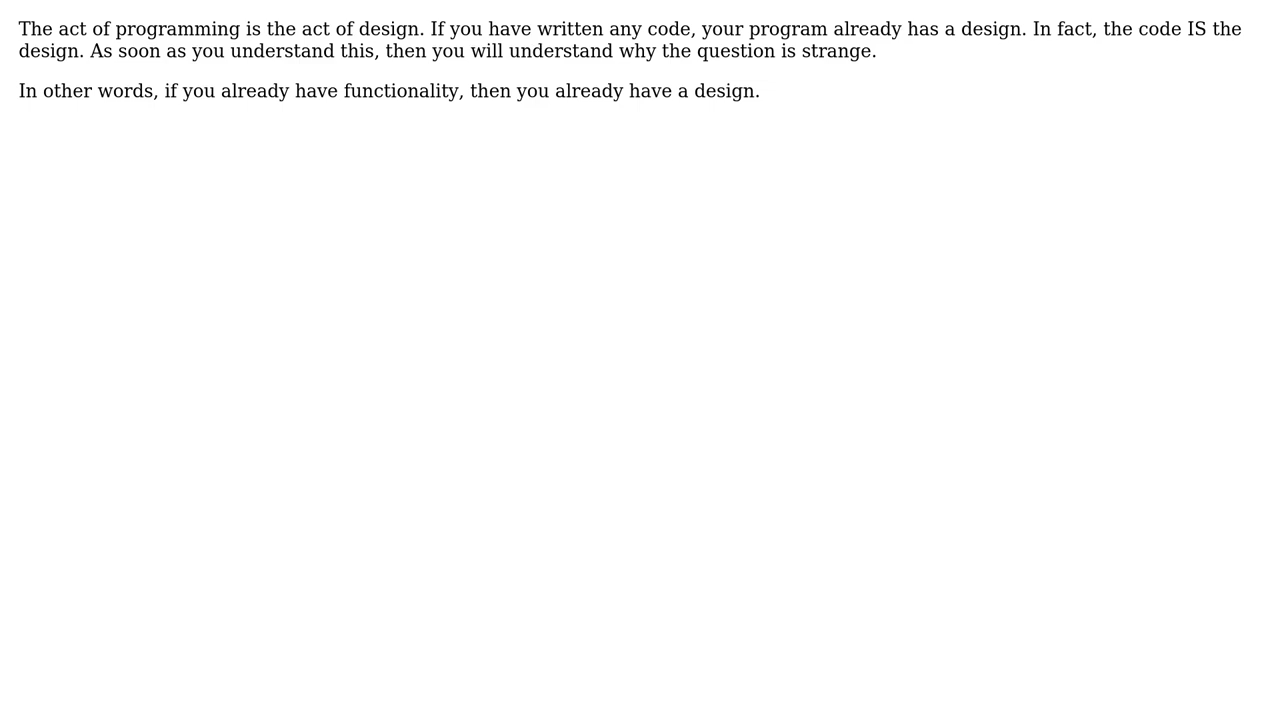 The act of programming is the act of design. If you have written any code, your program already has a design. In fact, the code IS the
design. As soon as you understand this, then you will understand why the question is strange.
In other words, if you already have functionality, then you already have a design.